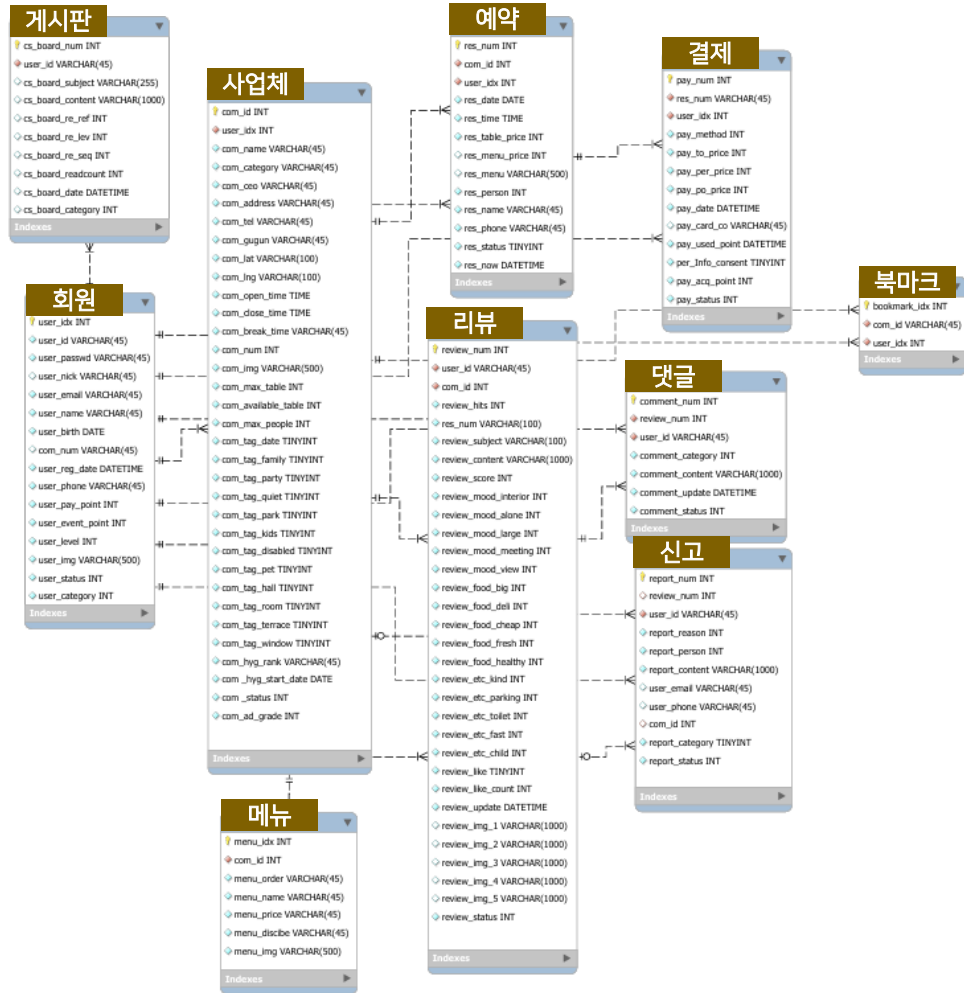 게시판
cs_board_num INT
user_id VARCHAR(45)
cs_board_subject VARCHAR(255)
cs_board_content VARCHAR(1000)
cs_board_re_ref INT
cs_board_re_lev INT
cs_board_re_seq INT
cs_board_readcount INT
cs_board_date DATETIME
cs_board_category INT
Indexes
회원
user_idx INT
user_id VARCHAR(45)
user_passwd VARCHAR(45)
user_nick VARCHAR(45)
user_email VARCHAR(45)
user_name VARCHAR(45)
user_birth DATE
com_num VARCHAR(45)
user_reg_date DATETIME
user_phone VARCHAR(45)
user_pay_point INT
user_event_point INT
user_level INT
user_img VARCHAR(500)
user_status INT
user_category INT
Indexes
사업체
com_id INT
user_idx INT
com_name VARCHAR(45)
com_category VARCHAR(45)
com_ceo VARCHAR(45)
com_address VARCHAR(45)
com_tel VARCHAR(45)
com_gugun VARCHAR(45)
com_lat VARCHAR(100)
com_lng VARCHAR(100)
com_open_time TIME
com_close_time TIME
com_break_time VARCHAR(45)
com_num INT
com_img VARCHAR(500)
com_max_table INT
com_available_table INT
com_max_people INT
com_tag_date TINYINT
com_tag_family TINYINT
com_tag_party TINYINT
com_tag_quiet TINYINT
com_tag_park TINYINT
com_tag_kids TINYINT
com_tag_disabled TINYINT
com_tag_pet TINYINT
com_tag_hall TINYINT
com_tag_room TINYINT
com_tag_terrace TINYINT
com_tag_window TINYINT
com_hyg_rank VARCHAR(45)
com _hyg_start_date DATE
com _status INT
com_ad_grade INT
Indexes
메뉴
menu_idx INT
com_id INT
menu_order VARCHAR(45)
menu_name VARCHAR(45)
menu_price VARCHAR(45)
menu_discibe VARCHAR(45)
menu_img VARCHAR(500)
Indexes
예약
res_num INT
com_id INT
user_idx INT
res_date DATE
res_time TIME
res_table_price INT
res_menu_price INT
res_menu VARCHAR(500)
res_person INT
res_name VARCHAR(45)
res_phone VARCHAR(45)
res_status TINYINT
res_now DATETIME
Indexes
리뷰
review_num INT
user_id VARCHAR(45)
com_id INT
review_hits INT
res_num VARCHAR(100)
review_subject VARCHAR(100)
review_content VARCHAR(1000)
review_score INT
review_mood_interior INT
review_mood_alone INT
review_mood_large INT
review_mood_meeting INT
review_mood_view INT
review_food_big INT
review_food_deli INT
review_food_cheap INT
review_food_fresh INT
review_food_healthy INT
review_etc_kind INT
review_etc_parking INT
review_etc_toilet INT
review_etc_fast INT
review_etc_child INT
review_like TINYINT
review_like_count INT
review_update DATETIME
review_img_1 VARCHAR(1000)
review_img_2 VARCHAR(1000)
review_img_3 VARCHAR(1000)
review_img_4 VARCHAR(1000)
review_img_5 VARCHAR(1000)
review_status INT
Indexes
결제
pay_num INT
res_num VARCHAR(45)
user_idx INT
pay_method INT
pay_to_price INT
pay_per_price INT
pay_po_price INT
pay_date DATETIME
pay_card_co VARCHAR(45)
pay_used_point DATETIME
per_Info_consent TINYINT
pay_acq_point INT
pay_status INT
Indexes
북마크
bookmark_idx INT
com_id VARCHAR(45)
user_idx INT
Indexes
댓글
comment_num INT
review_num INT
user_id VARCHAR(45)
comment_category INT
comment_content VARCHAR(1000)
comment_update DATETIME
comment_status INT
Indexes
신고
report_num INT
review_num INT
user_id VARCHAR(45)
report_reason INT
report_person INT
report_content VARCHAR(1000)
user_email VARCHAR(45)
user_phone VARCHAR(45)
com_id INT
report_category TINYINT
report_status INT
Indexes